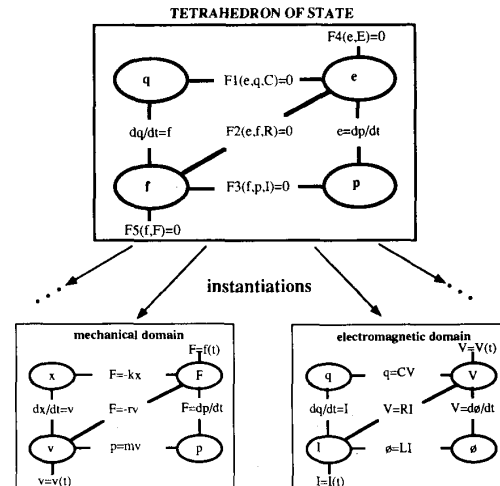 TETRAHEDRON OF STATE
F4(e,E)=0
q F1(e,q,C)=0 e
dq/dt=f F2(e,f,R)=0 e=dp/dt
f F3(f,p,I)=0 p
F5(f,F)=0
instantiations
mechanical domain
F=f(t)
x F=-kx F
dx/dt=v F=-rv F=dp/dt
v p=mv p
v=v(t)
electromagnetic domain
V=V(t)
q q=CV V
dq/dt=I V=RI V=dø/dt
I ø=LI ø
I=I(t)